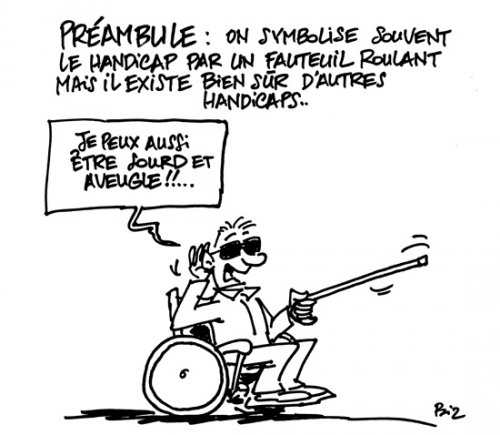 PRÉAMBULE : ON SYMBOLISE SOUVENT
LE HANDICAP PAR UN FAUTEUIL ROULANT
MAIS IL EXISTE BIEN SÛR D'AUTRES
HANDICAPS..
JE PEUX AUSSI
ÊTRE SOURD ET
AVEUGLE !!....